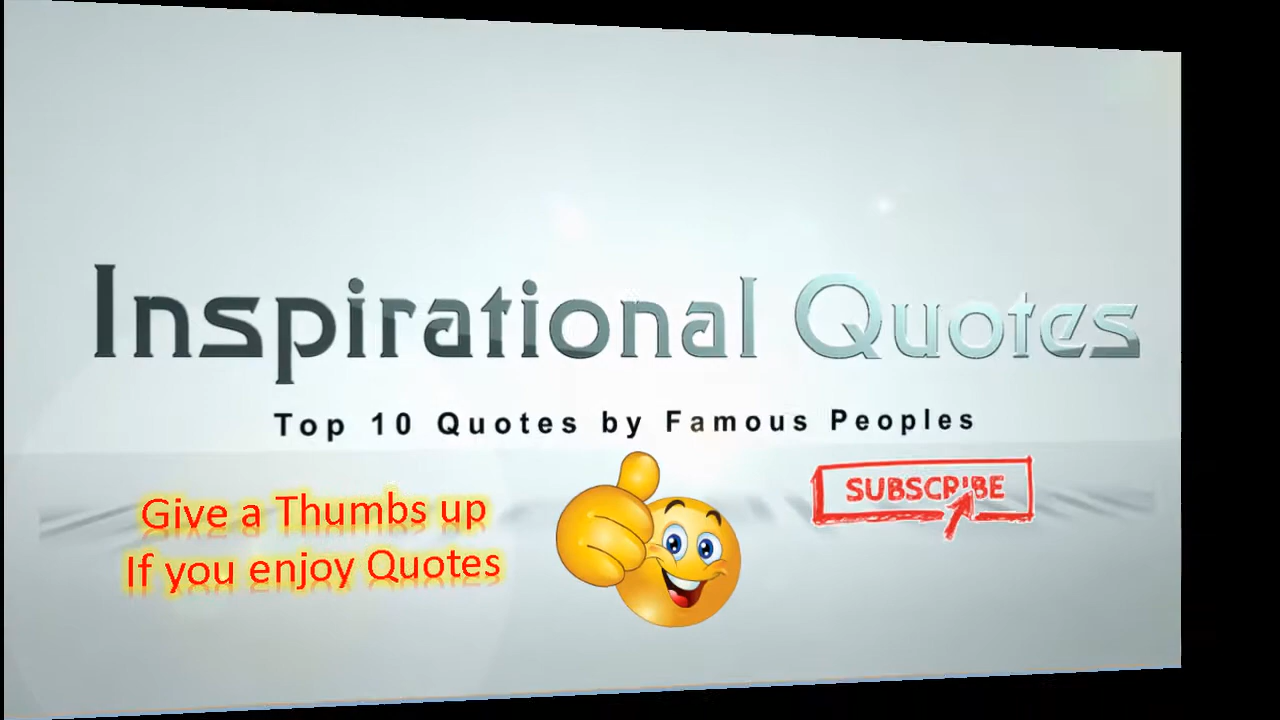 Inspirational Quotes
Top 10 Quotes by Famous Peoples
Give a Thumbs up
If you enjoy Quotes
SUBSCRIBE